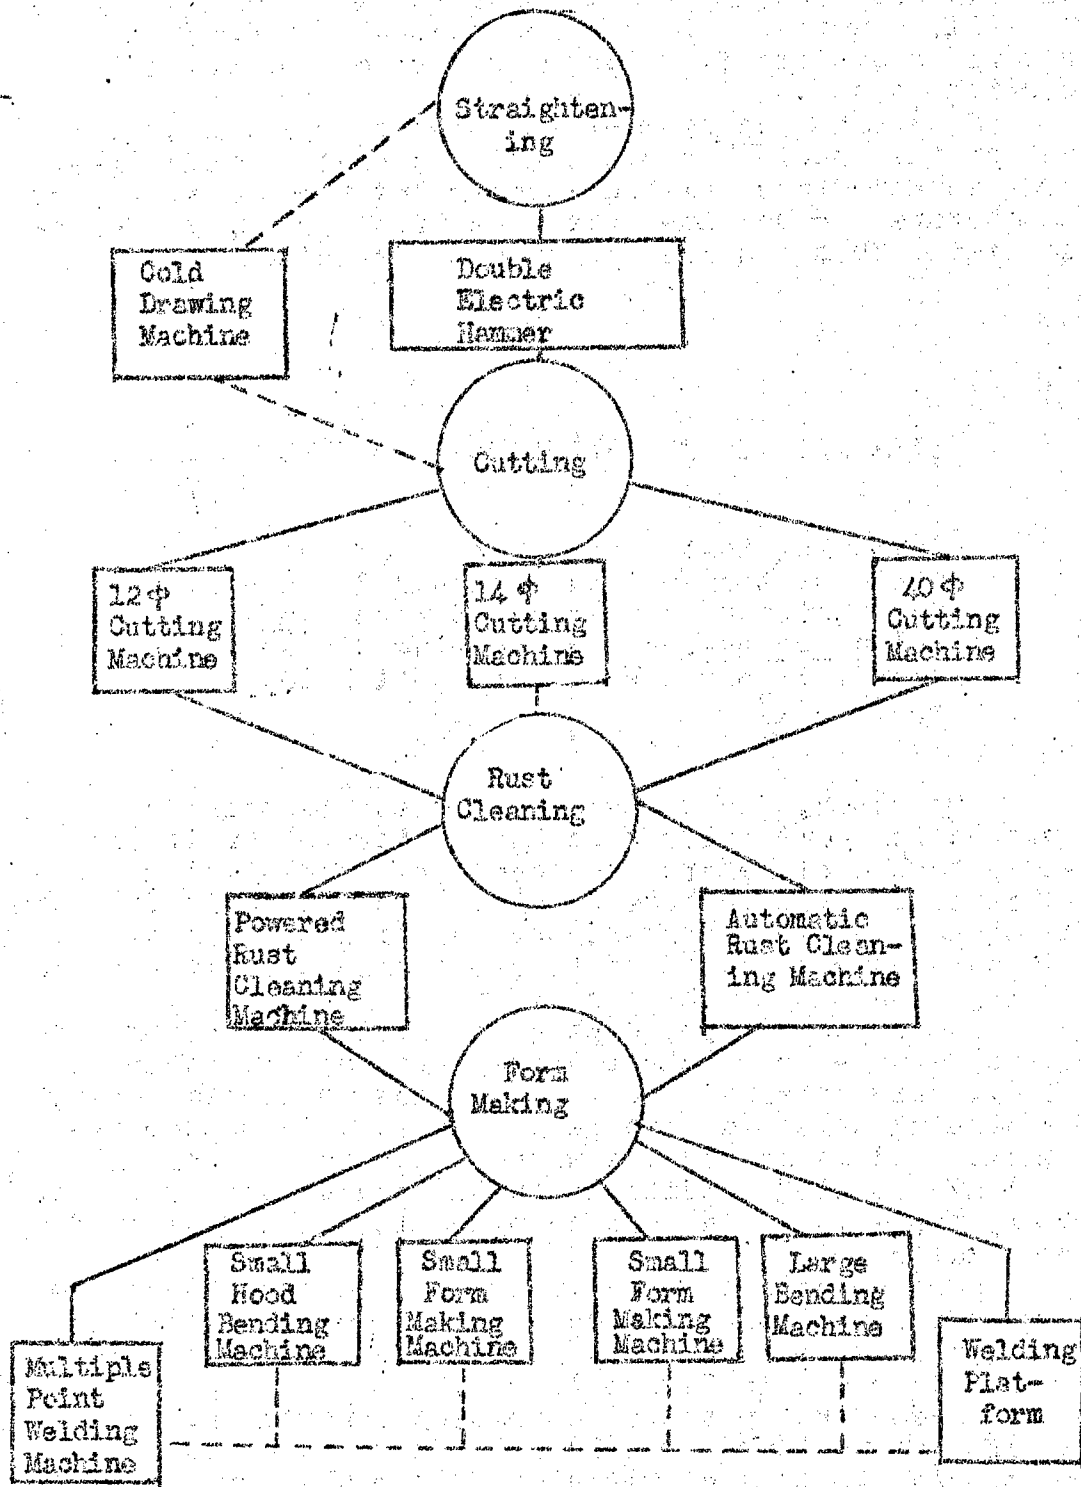 Straighten-
ing
Cold
Drawing
Machine
Double
Electric
Hammer
Cutting
12 Φ
Cutting
Machine
14 Φ
Cutting
Machine
40 Φ
Cutting
Machine
Rust
Cleaning
Powered
Rust
Cleaning
Machine
Automatic
Rust Clean-
ing Machine
Form
Making
Small
Hood
Bending
Machine
Small
Form
Making
Machine
Small
Form
Making
Machine
Large
Bending
Machine
Multiple
Point
Welding
Machine
Welding
Plat-
form